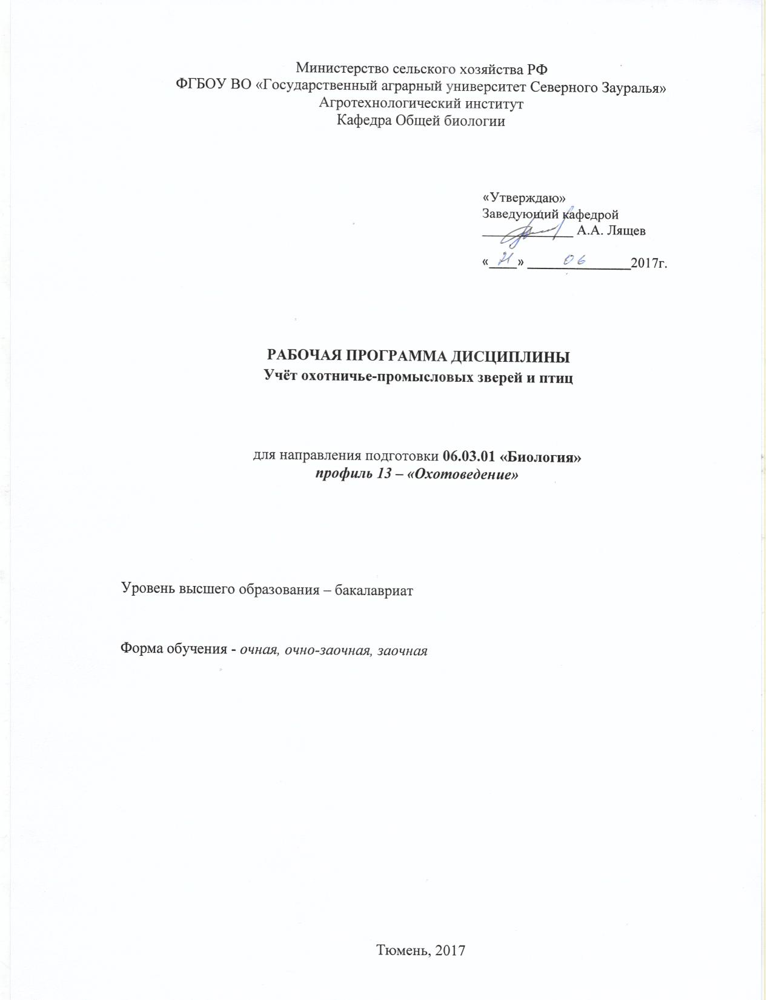 Министерство сельского хозяйства РФ
ФГБОУ ВО «Государственный аграрный университет Северного Зауралья»
Агротехнологический институт
Кафедра Общей биологии
«Утверждаю»
Заведующий кафедрой
_____________ А.А. Лящев
«____» 06 2017г.
РАБОЧАЯ ПРОГРАММА ДИСЦИПЛИНЫ
Учёт охотничье-промысловых зверей и птиц
для направления подготовки 06.03.01 «Биология»
профиль 13 – «Охотоведение»
Уровень высшего образования – бакалавриат
Форма обучения - очная, очно-заочная, заочная
Тюмень, 2017